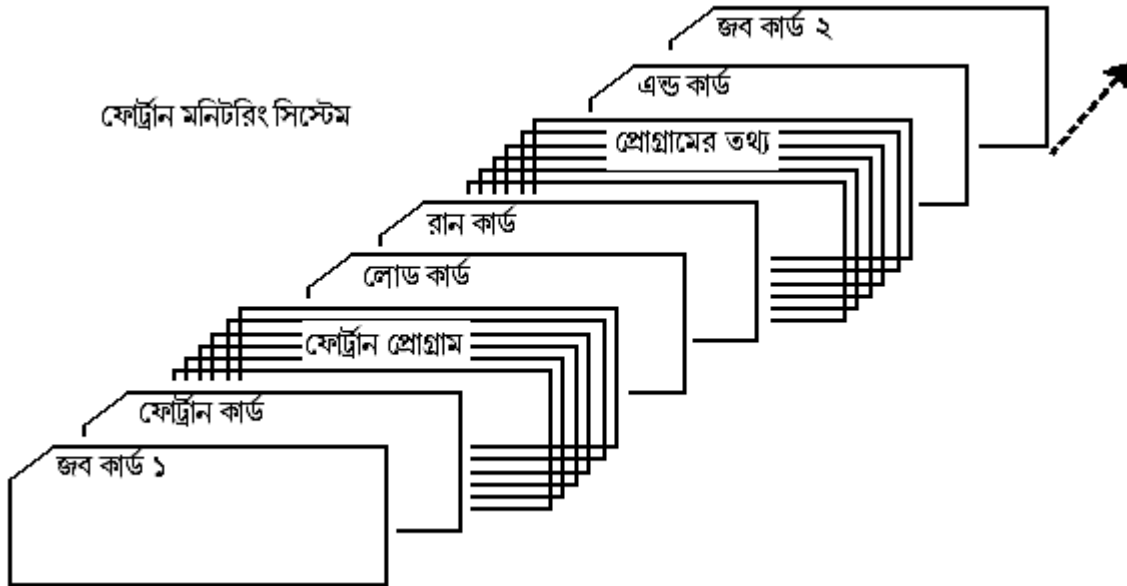 জব কার্ড ২
এন্ড কার্ড
ফোর্ট্রান মনিটরিং সিস্টেম
প্রোগ্রামের তথ্য
রান কার্ড
লোড কার্ড
ফোর্ট্রান প্রোগ্রাম
ফোর্ট্রান কার্ড
জব কার্ড ১